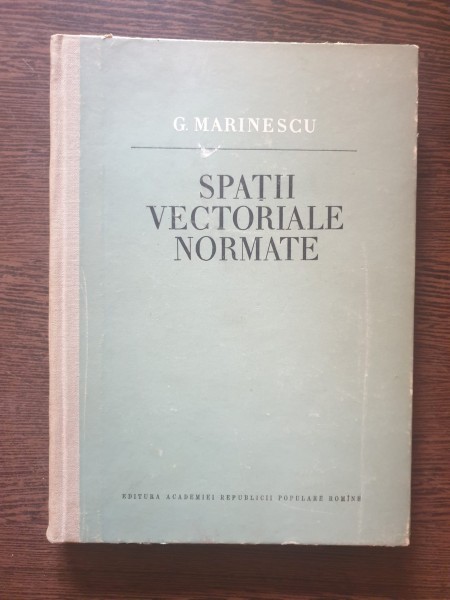 G. MARINESCU
SPAȚII
VECTORIALE
NORMATE
EDITURA ACADEMIEI REPUBLICII POPULARE ROMÎNE